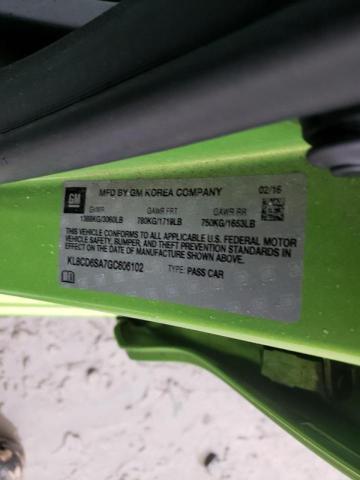 GM
MFD BY GM KOREA COMPANY 02/16
GVWR GAWR FRT GAWR RR
1388KG/3060LB 780KG/1719LB 750KG/1653LB
THIS VEHICLE CONFORMS TO ALL APPLICABLE U.S. FEDERAL MOTOR
VEHICLE SAFETY, BUMPER, AND THEFT PREVENTION STANDARDS
IN EFFECT ON THE DATE OF MANUFACTURE SHOWN ABOVE.
KL8CD6SA7GC606102 TYPE: PASS CAR